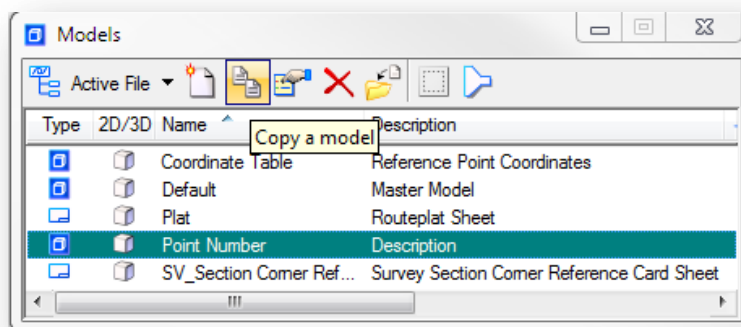 Models
Active File
Type 2D/3D Name Description
Copy a model
Coordinate Table Reference Point Coordinates
Default Master Model
Plat Routeplat Sheet
Point Number Description
SV_Section Corner Ref... Survey Section Corner Reference Card Sheet